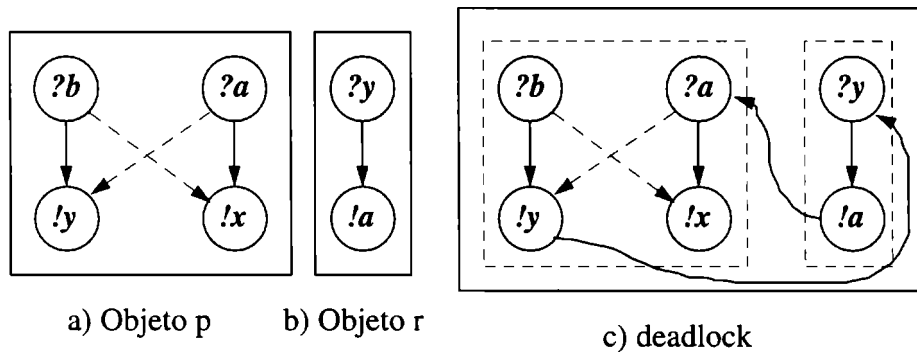 ?b ?a
!y !x
a) Objeto p
?y
!a
b) Objeto r
?b ?a ?y
!y !x !a
c) deadlock